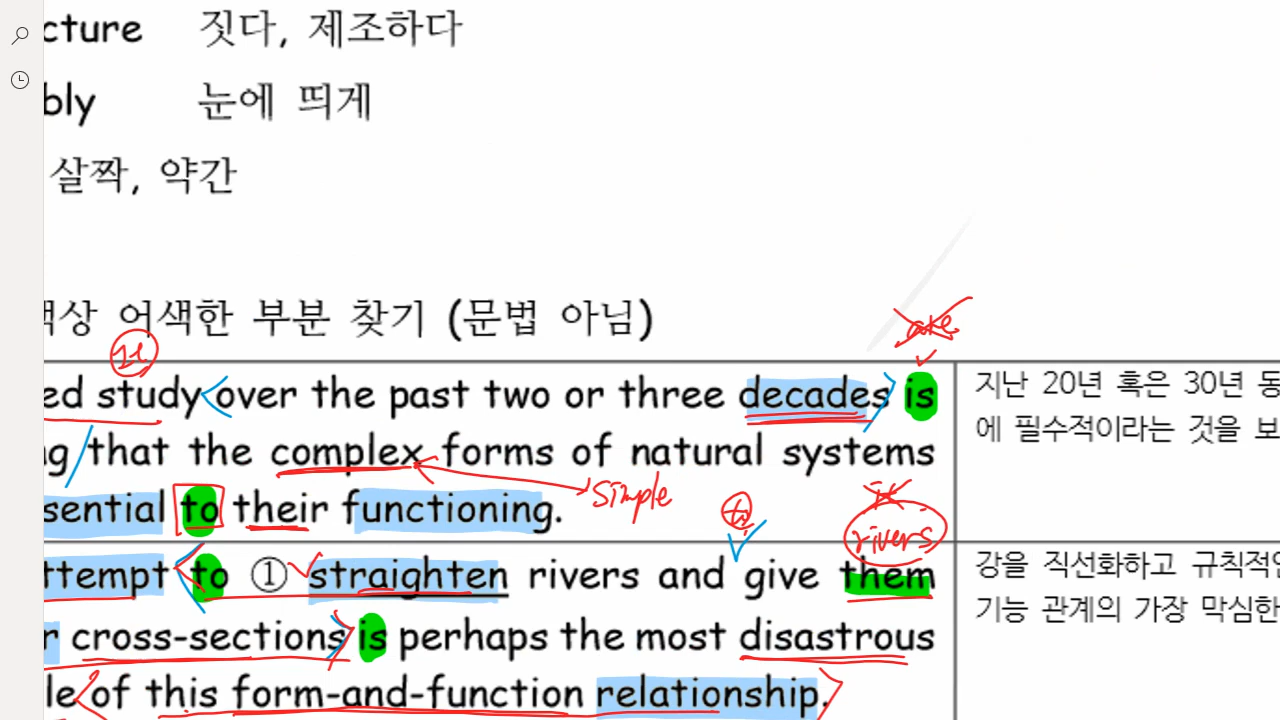 cture 짓다, 제조하다
bly 눈에 띄게
살짝, 약간
색상 어색한 부분 찾기 (문법 아님)
are
ed study over the past two or three decades is
지난 20년 혹은 30년 동
g that the complex forms of natural systems
에 필수적이라는 것을 보
simple
sential to their functioning.
it
rivers
to
ttempt to ① straighten rivers and give them
강을 직선화하고 규칙적인
r cross-sections is perhaps the most disastrous
기능 관계의 가장 막심한
le of this form-and-function relationship.